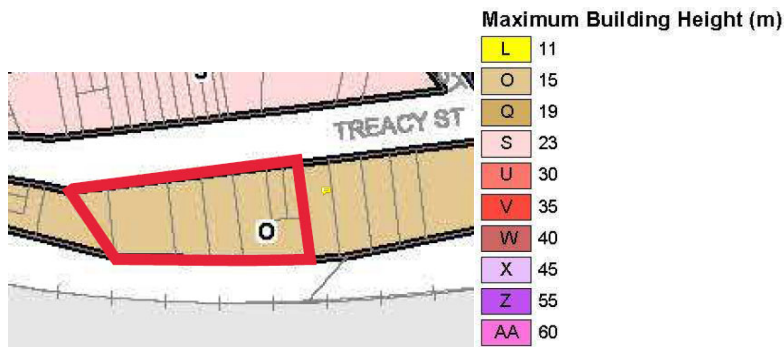 Maximum Building Height (m)
L 11
O 15
Q 19
S 23
U 30
V 35
W 40
X 45
Z 55
AA 60
TREACY ST
O